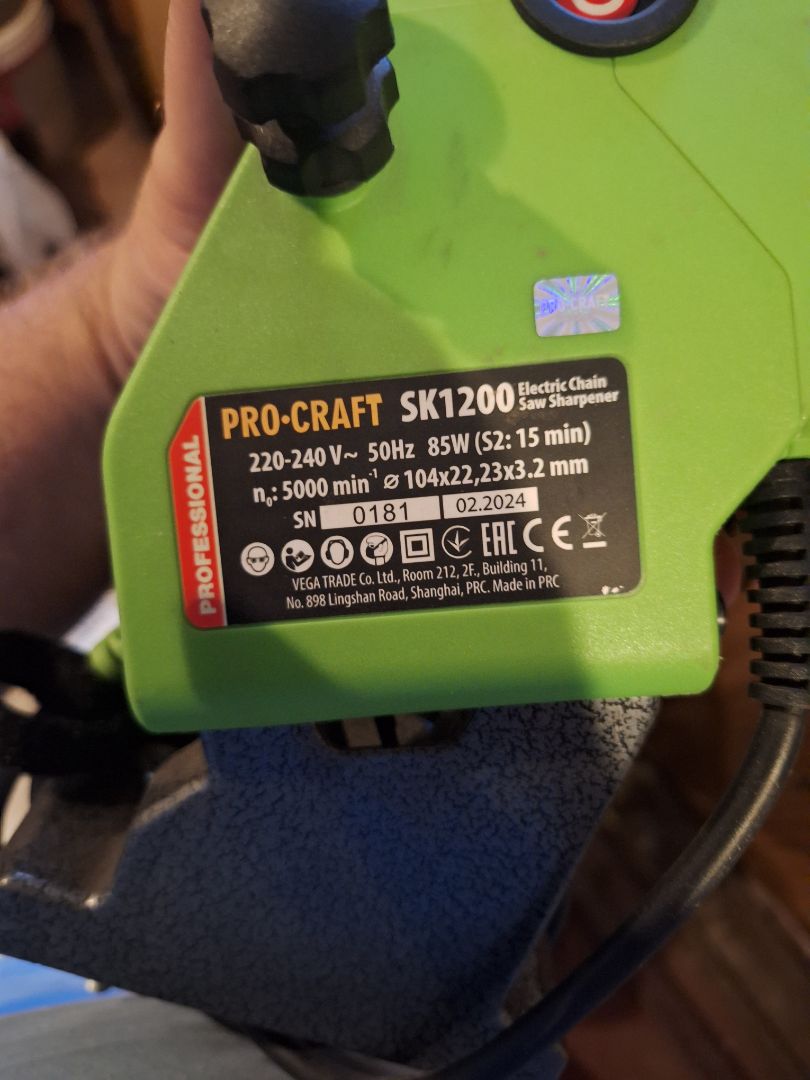 PRO-CRAFT
PRO·CRAFT SK1200 Electric Chain Saw Sharpener
220-240 V~ 50Hz 85W (S2: 15 min)
n₀: 5000 min⁻¹ ⌀ 104x22,23x3.2 mm
SN 0181 02.2024
EAC CE
VEGA TRADE Co. Ltd., Room 212, 2F., Building 11,
No. 898 Lingshan Road, Shanghai, PRC. Made in PRC
PROFESSIONAL